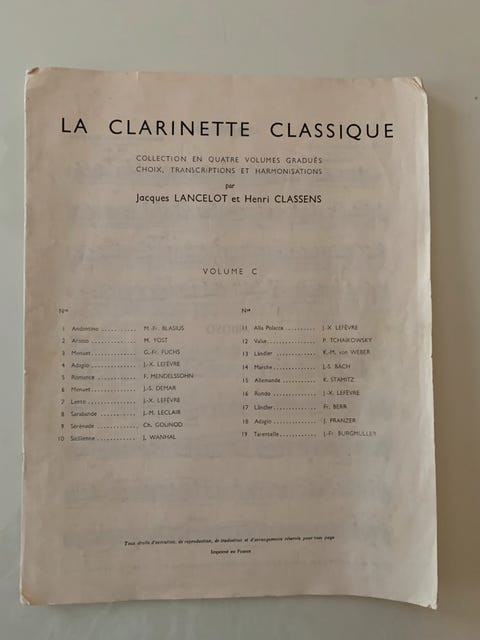 LA CLARINETTE CLASSIQUE
COLLECTION EN QUATRE VOLUMES GRADUÉS
CHOIX, TRANSCRIPTIONS ET HARMONISATIONS
par
Jacques LANCELOT et Henri CLASSENS
VOLUME C
Nos
1 Andantino ........... M.-Fr. BLASIUS
2 Arioso ............ M. YOST
3 Menuet ............ G.-Fr. FUCHS
4 Adagio ............ J.-X. LEFÈVRE
5 Romance .......... F. MENDELSSOHN
6 Menuet ............ J.-S. DEMAR
7 Lento ............. J.-X. LEFÈVRE
8 Sarabande ......... J.-M. LECLAIR
9 Sérénade .......... Ch. GOUNOD
10 Sicilienne ........... J. WANHAL
Nos
11 Alla Polacca ......... J.-X. LEFÈVRE
12 Valse ............. P. TCHAIKOWSKY
13 Ländler ............ K.-M. von WEBER
14 Marche ............ J.-S. BACH
15 Allemande .......... K. STAMITZ
16 Rondo ............. J.-X. LEFÈVRE
17 Ländler ............ Fr. BERR
18 Adagio ............ J. PRANZER
19 Tarentelle ........... J.-Fr. BURGMULLER
Tous droits d'exécution, de reproduction, de traduction et d'arrangements réservés pour tous pays
Imprimé en France